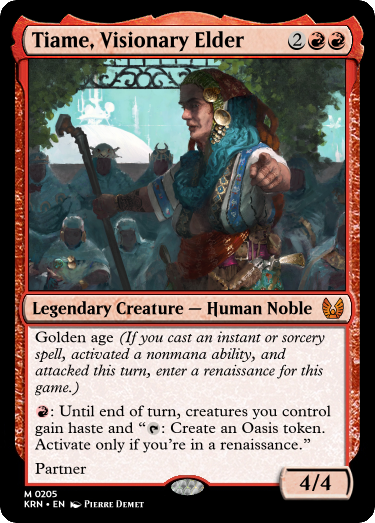 Tiame, Visionary Elder 2
Legendary Creature — Human Noble
Golden age (If you cast an instant or sorcery
spell, activated a nonmana ability, and
attacked this turn, enter a renaissance for this
game.)
: Until end of turn, creatures you control
gain haste and “: Create an Oasis token.
Activate only if you’re in a renaissance.”
Partner
4/4
M 0205
KRN • EN Pierre Demet